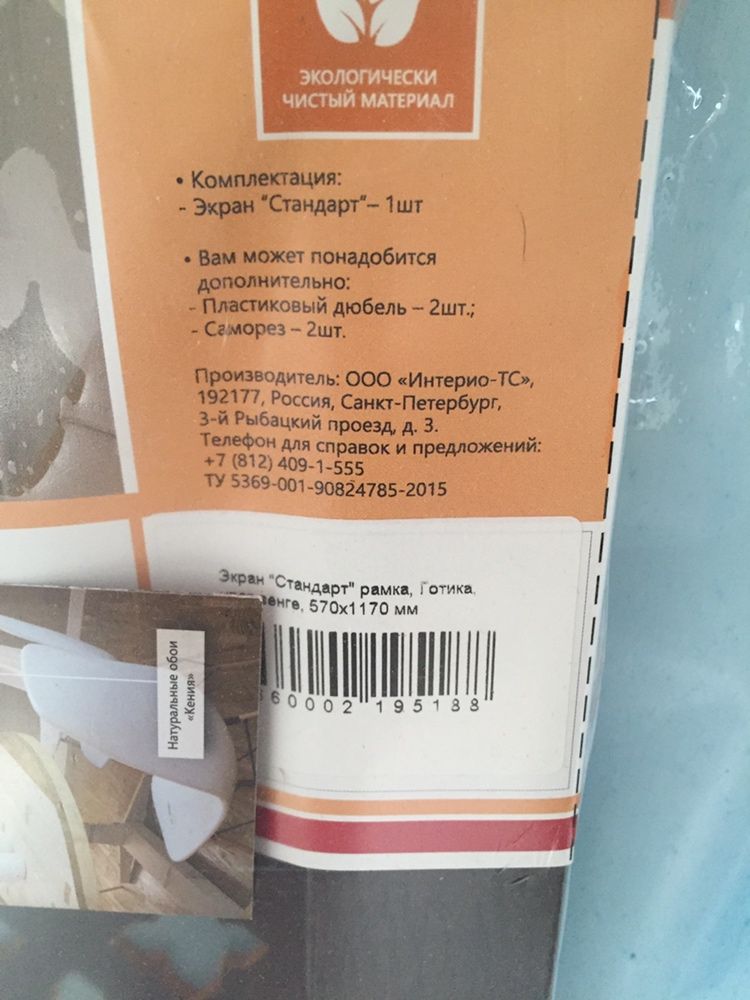 ЭКОЛОГИЧЕСКИ
ЧИСТЫЙ МАТЕРИАЛ
• Комплектация:
- Экран "Стандарт"– 1шт
• Вам может понадобится
дополнительно:
- Пластиковый дюбель – 2шт.;
- Саморез – 2шт.
Производитель: ООО «Интерио-ТС»,
192177, Россия, Санкт-Петербург,
3-й Рыбацкий проезд, д. 3.
Телефон для справок и предложений:
+7 (812) 409-1-555
ТУ 5369-001-90824785-2015
Экран "Стандарт" рамка, Готика,
венге, 570х1170 мм
60002 195188
Натуральные обои
«Кения»